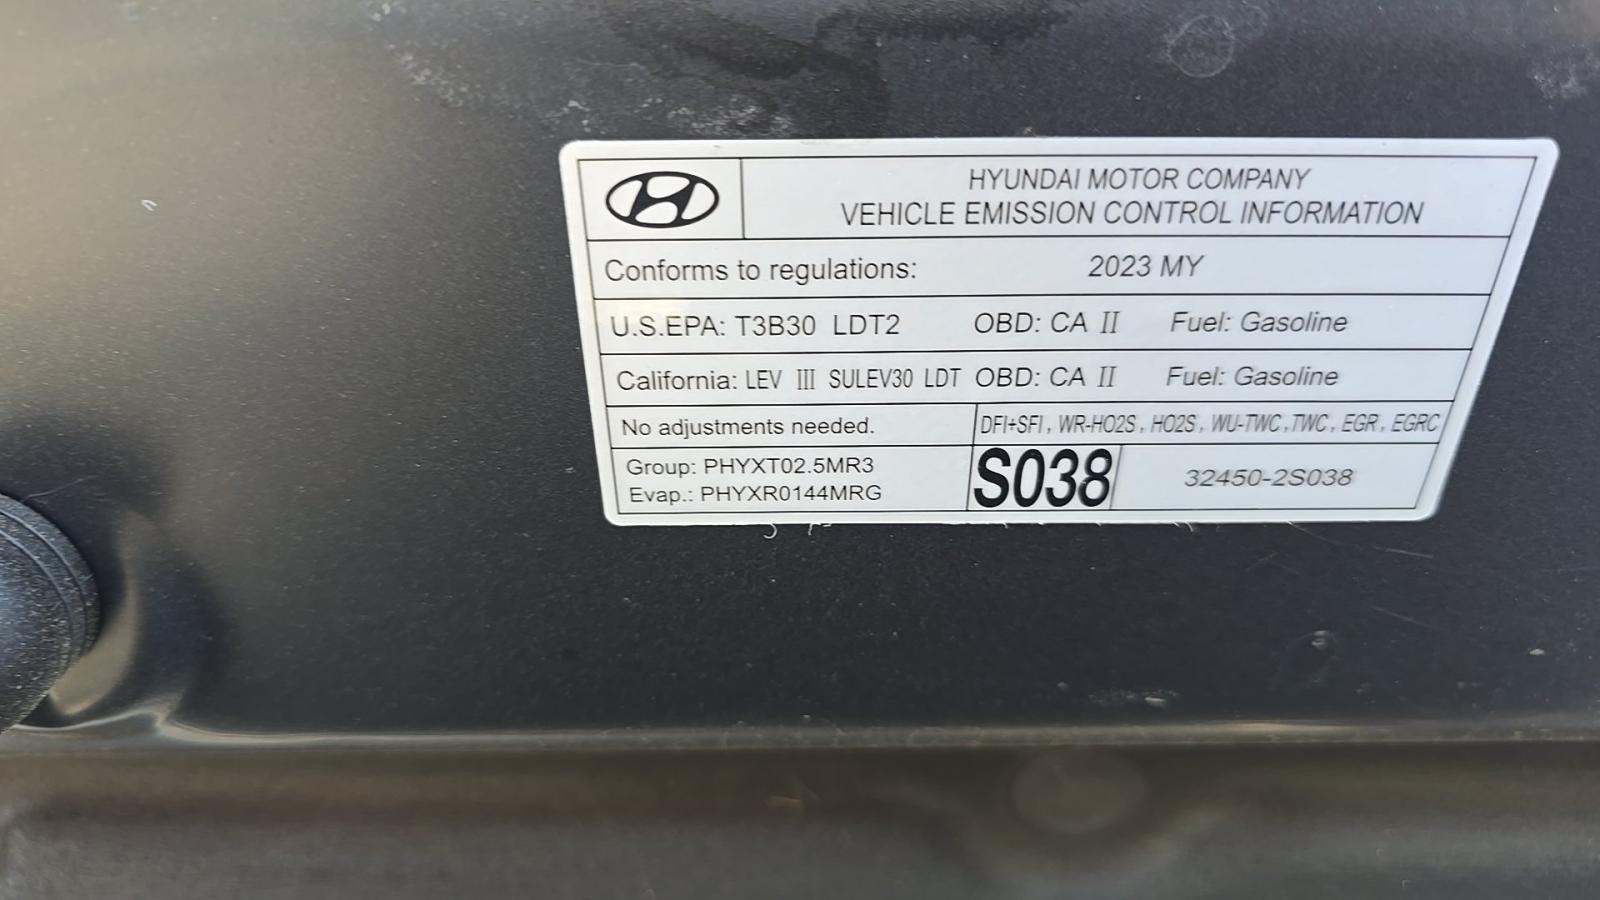 HYUNDAI MOTOR COMPANY
VEHICLE EMISSION CONTROL INFORMATION
Conforms to regulations: 2023 MY
U.S.EPA: T3B30 LDT2 OBD: CA II Fuel: Gasoline
California: LEV III SULEV30 LDT OBD: CA II Fuel: Gasoline
No adjustments needed. DFI+SFI, WR-HO2S, HO2S, WU-TWC, TWC, EGR, EGRC
Group: PHYXT02.5MR3
Evap.: PHYXR0144MRG
S038 32450-2S038